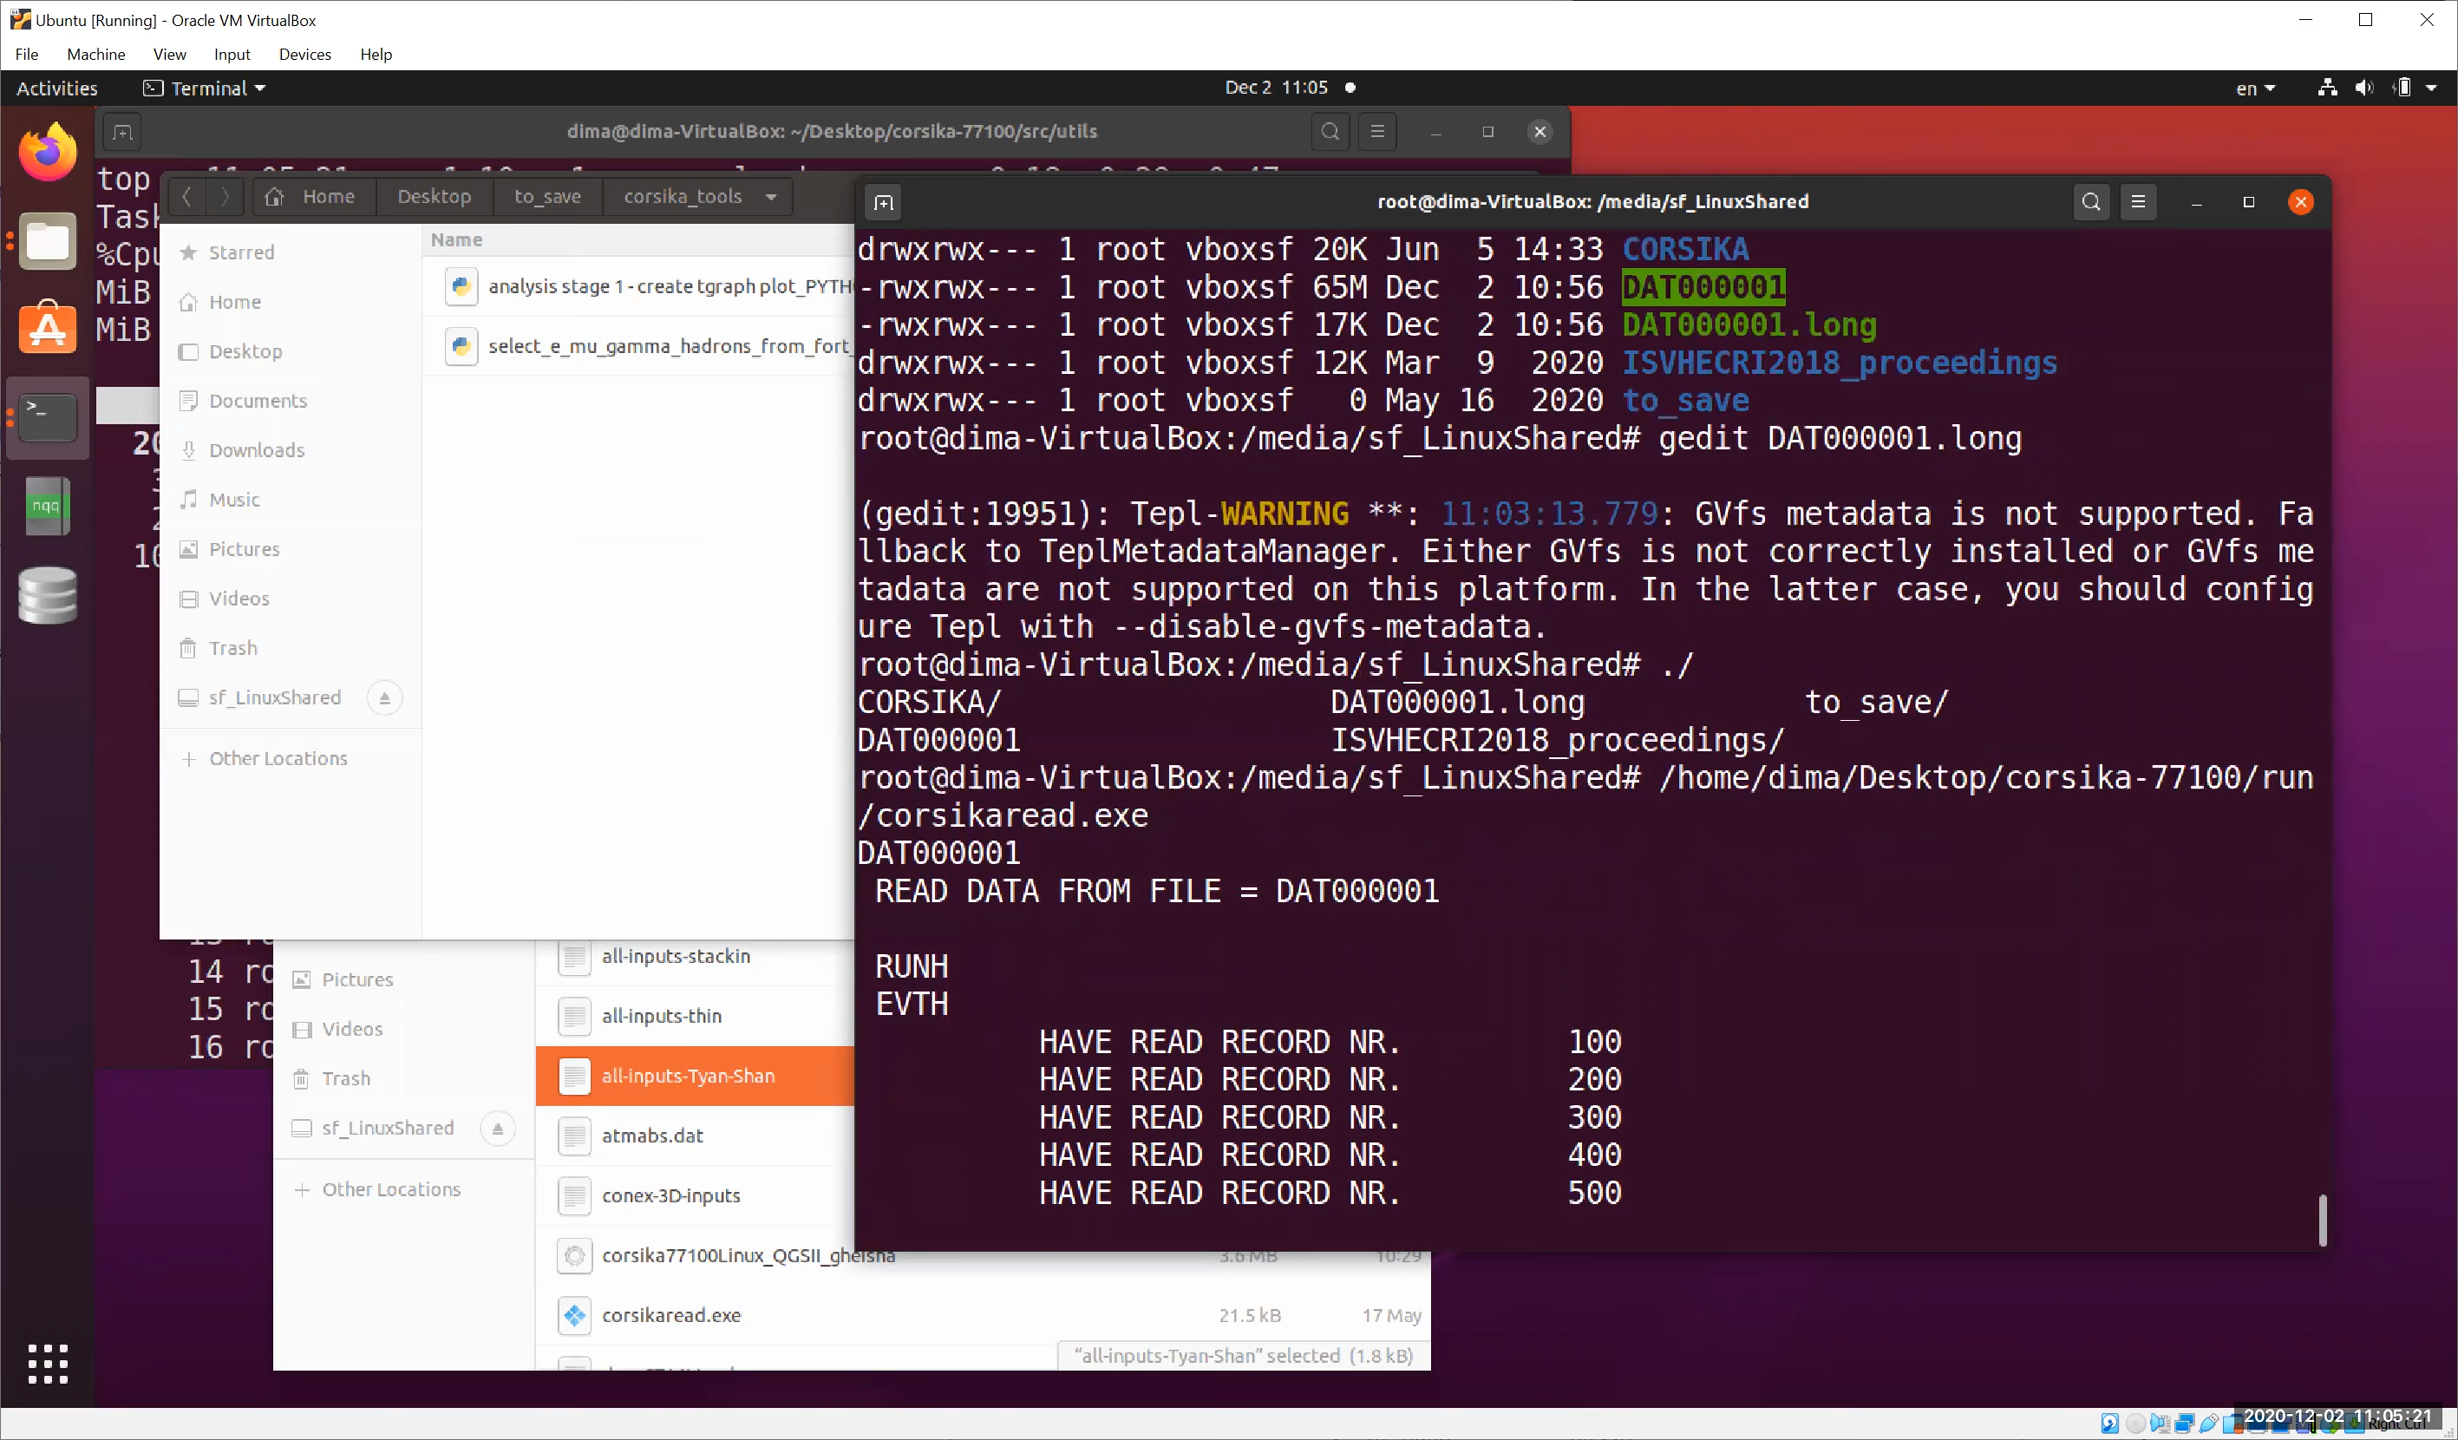 Ubuntu [Running] - Oracle VM VirtualBox
File Machine View Input Devices Help
Activities Terminal Dec 2 11:05 en
dima@dima-VirtualBox: ~/Desktop/corsika-77100/src/utils
top
Task
%Cpu
MiB
MiB
Home Desktop to_save corsika_tools
Starred
Home
Desktop
Documents
Downloads
Music
Pictures
Videos
Trash
sf_LinuxShared
+ Other Locations
Name
analysis stage 1 - create tgraph plot_PYTH
select_e_mu_gamma_hadrons_from_fort_
nqq
14 ro
15 ro
16 ro
Pictures
Videos
Trash
sf_LinuxShared
+ Other Locations
all-inputs-stackin
all-inputs-thin
all-inputs-Tyan-Shan
atmabs.dat
conex-3D-inputs
corsika77100Linux_QGSII_gheisha 3.6 MB 10:29
corsikaread.exe 21.5 kB 17 May
"all-inputs-Tyan-Shan" selected (1.8 kB)
root@dima-VirtualBox: /media/sf_LinuxShared
drwxrwx--- 1 root vboxsf 20K Jun 5 14:33 CORSIKA
-rwxrwx--- 1 root vboxsf 65M Dec 2 10:56 DAT000001
-rwxrwx--- 1 root vboxsf 17K Dec 2 10:56 DAT000001.long
drwxrwx--- 1 root vboxsf 12K Mar 9 2020 ISVHECRI2018_proceedings
drwxrwx--- 1 root vboxsf 0 May 16 2020 to_save
root@dima-VirtualBox:/media/sf_LinuxShared# gedit DAT000001.long
(gedit:19951): Tepl-WARNING **: 11:03:13.779: GVfs metadata is not supported. Fa
llback to TeplMetadataManager. Either GVfs is not correctly installed or GVfs me
tadata are not supported on this platform. In the latter case, you should config
ure Tepl with --disable-gvfs-metadata.
root@dima-VirtualBox:/media/sf_LinuxShared# ./
CORSIKA/ DAT000001.long to_save/
DAT000001 ISVHECRI2018_proceedings/
root@dima-VirtualBox:/media/sf_LinuxShared# /home/dima/Desktop/corsika-77100/run
/corsikaread.exe
DAT000001
READ DATA FROM FILE = DAT000001
RUNH
EVTH
HAVE READ RECORD NR. 100
HAVE READ RECORD NR. 200
HAVE READ RECORD NR. 300
HAVE READ RECORD NR. 400
HAVE READ RECORD NR. 500
2020-12-02 11:05:21
Right Ctrl